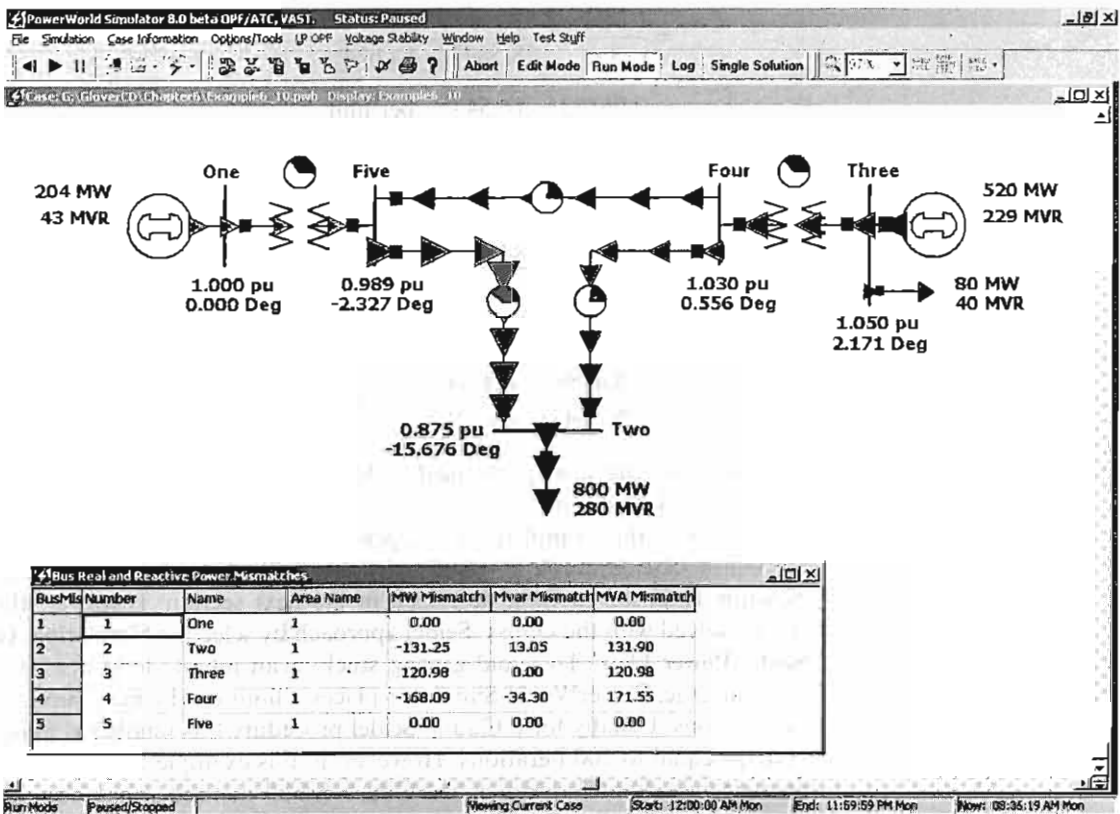 PowerWorld Simulator 8.0 beta OPF/ATC, VAST. Status: Paused
File Simulation Case Information Options/Tools LP OPF Voltage Stability Window Help Test Stuff
Abort Edit Mode Run Mode Log Single Solution
Case: G:\GloverCD\Chapter6\Example6_10.pwb Display: Example6_10
One
Five
Four
Three
204 MW
43 MVR
520 MW
229 MVR
1.000 pu
0.000 Deg
0.989 pu
-2.327 Deg
1.030 pu
0.556 Deg
80 MW
40 MVR
1.050 pu
2.171 Deg
0.875 pu
-15.676 Deg
Two
800 MW
280 MVR
Bus Real and Reactive Power Mismatches
BusMis Number Name Area Name MW Mismatch Mvar Mismatch MVA Mismatch
1 1 One 1 0.00 0.00 0.00
2 2 Two 1 -131.25 13.05 131.90
3 3 Three 1 120.98 0.00 120.98
4 4 Four 1 -168.09 -34.30 171.55
5 5 Five 1 0.00 0.00 0.00
Run Mode Paused/Stopped Viewing Current Case Start: 12:00:00 AM Mon End: 11:59:59 PM Mon Now: 08:36:19 AM Mon